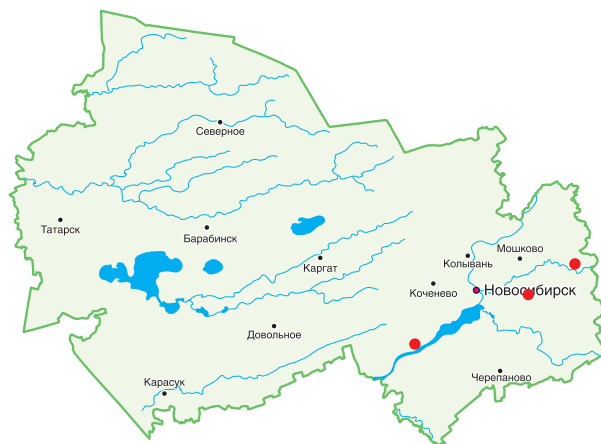 Северное
Татарск
Барабинск
Мошково
Колывань
Каргат
Коченево
Новосибирск
Довольное
Карасук
Черепаново